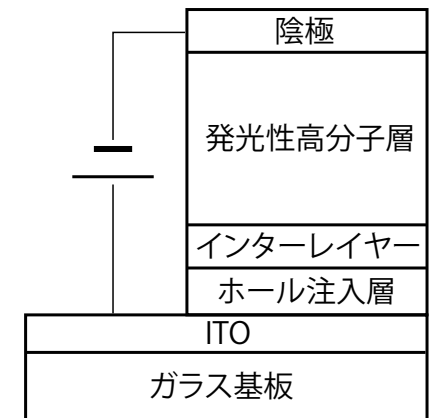 陰極
発光性高分子層
インターレイヤー
ホール注入層
ITO
ガラス基板